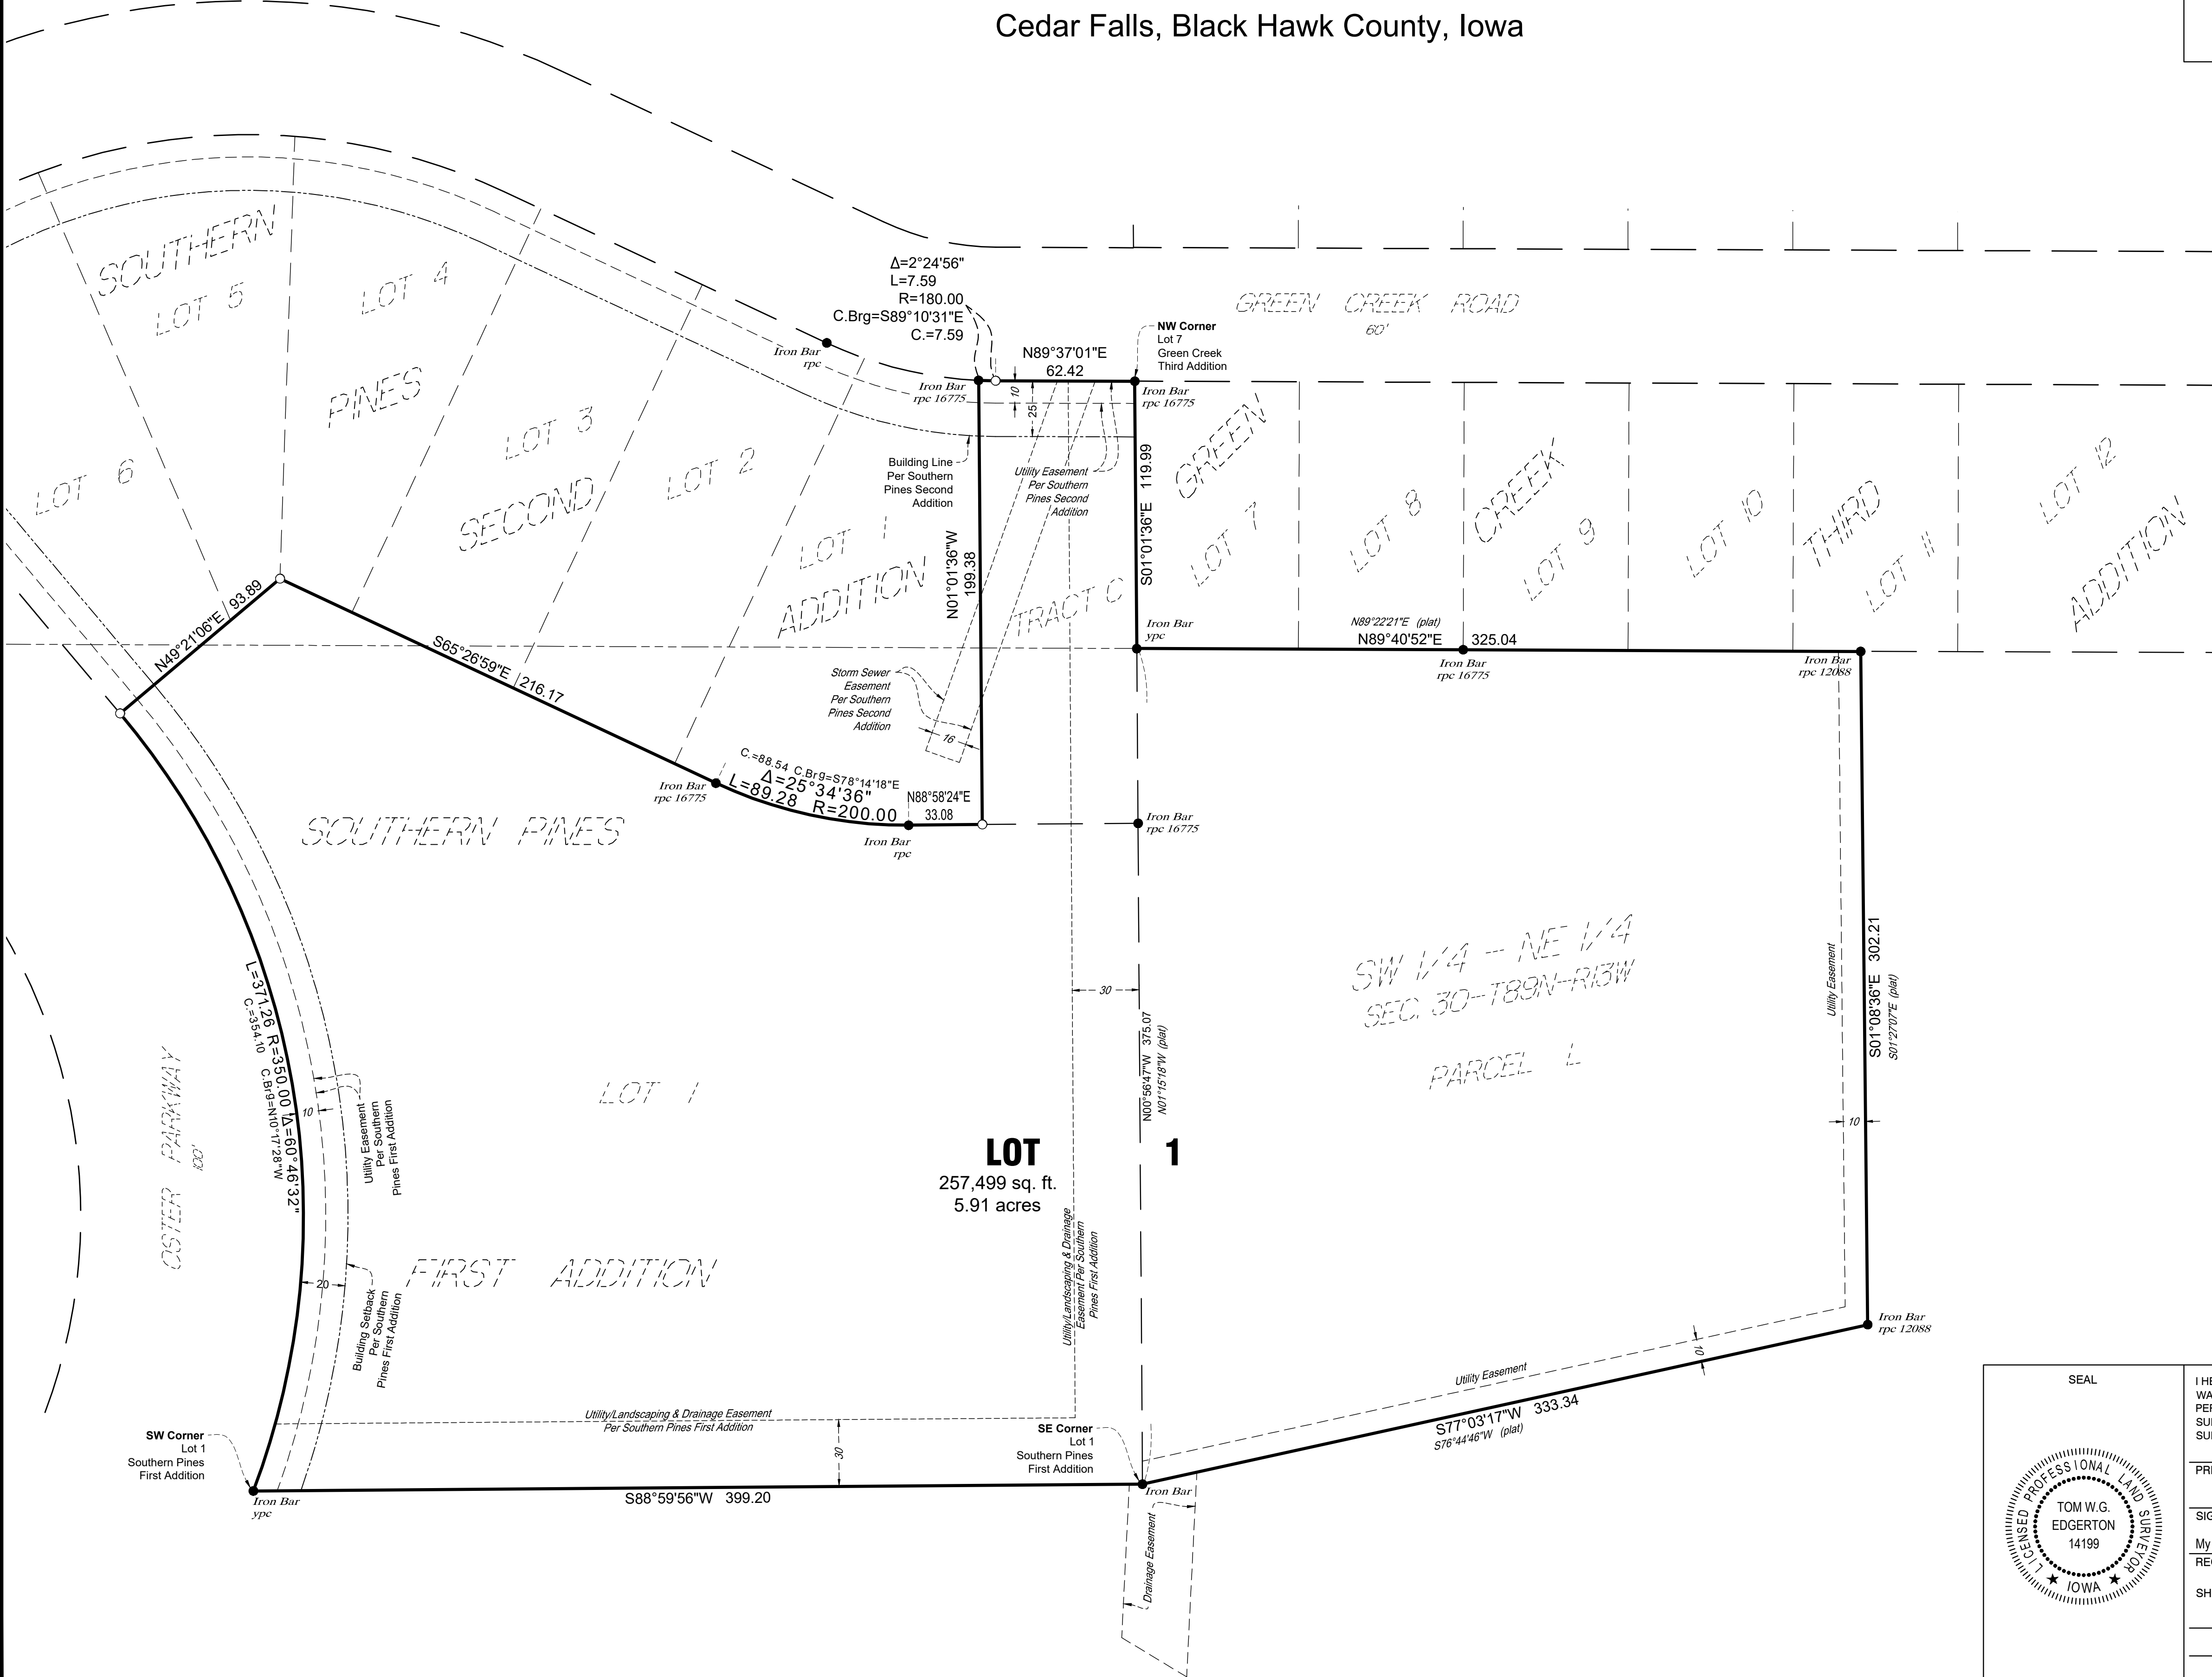 Cedar Falls, Black Hawk County, Iowa
SOUTHERN
LOT 5
LOT 4
PINES
LOT 3
SECOND
LOT 2
LOT 6
LOT 1
ADDITION
Δ=2°24'56"
L=7.59
R=180.00
C.Brg=S89°10'31"E
C.=7.59
Iron Bar
rpc
Iron Bar
rpc 16775
N89°37'01"E
62.42
10
25
NW Corner
Lot 7
Green Creek
Third Addition
Iron Bar
rpc 16775
GREEN CREEK ROAD
60'
Building Line
Per Southern
Pines Second
Addition
Utility Easement
Per Southern
Pines Second
Addition
N01°01'36"W
199.38
S01°01'36"E 119.99
TRACT C
GREEN
LOT 7
LOT 8
CREEK
LOT 9
LOT 10
THIRD
LOT 11
LOT 12
ADDITION
N49°21'06"E
93.89
S65°26'59"E
216.17
Iron Bar
ypc
N89°22'21"E (plat)
N89°40'52"E 325.04
Iron Bar
rpc 16775
Iron Bar
rpc 12088
Storm Sewer
Easement
Per Southern
Pines Second
Addition
16
Iron Bar
rpc 16775
C.=88.54 C.Brg=S78°14'18"E
Δ=25°34'36"
L=89.28 R=200.00
N88°58'24"E
33.08
Iron Bar
rpc
Iron Bar
rpc 16775
SOUTHERN PINES
SW 1/4 - NE 1/4
SEC. 30-T89N-R13W
PARCEL L
Utility Easement
S01°08'36"E 302.21
S01°27'07"E (plat)
10
30
N00°56'47"W 375.07
N01°15'18"W (plat)
L=371.26 R=350.00 Δ=60°46'32"
C.=354.10 C.Brg=N10°17'28"W
OSTER PARKWAY
100'
10
Utility Easement
Per Southern
Pines First Addition
LOT 1
LOT 1
257,499 sq. ft.
5.91 acres
Utility/Landscaping & Drainage
Easement Per Southern
Pines First Addition
FIRST ADDITION
20
Building Setback
Per Southern
Pines First Addition
Iron Bar
rpc 12088
10
Utility Easement
S77°03'17"W 333.34
S76°44'46"W (plat)
Utility/Landscaping & Drainage Easement
Per Southern Pines First Addition
30
SW Corner
Lot 1
Southern Pines
First Addition
Iron Bar
ypc
S88°59'56"W 399.20
SE Corner
Lot 1
Southern Pines
First Addition
Iron Bar
Drainage Easement
SEAL
LICENSED PROFESSIONAL LAND SURVEYOR
TOM W.G.
EDGERTON
14199
IOWA
I HE
WA
PER
SU
SU
PRI
SIG
My
REC
SH